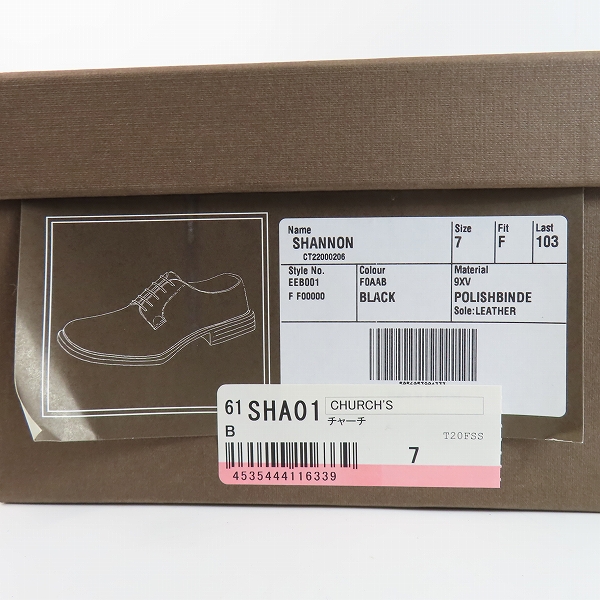 Name Size Fit Last
SHANNON 7 F 103
CT22000206
Style No. Colour Material
EEB001 F0AAB 9XV
F F00000 BLACK POLISHBINDE
Sole:LEATHER
61 SHA01 CHURCH'S
B チャーチ
T20FSS
7
4535444116339